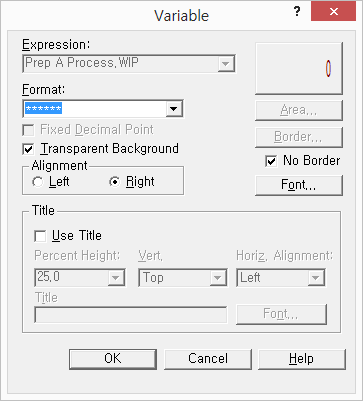 Variable
?
Expression:
Prep A Process.WIP
Format:
******
Fixed Decimal Point
Transparent Background
Alignment
Left
Right
0
Area...
Border...
No Border
Font...
Title
Use Title
Percent Height:
Vert.
Horiz. Alignment:
25.0
Top
Left
Title
Font...
OK
Cancel
Help